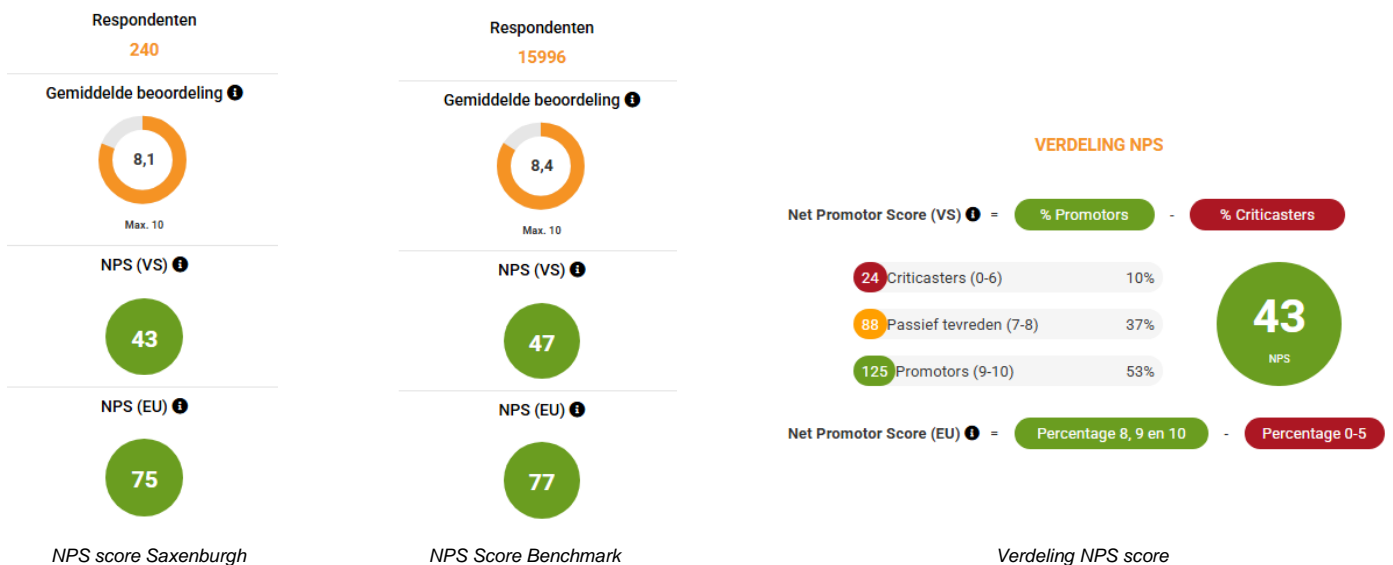 Respondenten
240
Gemiddelde beoordeling
8,1
Max. 10
NPS (VS)
43
NPS (EU)
75
NPS score Saxenburgh
Respondenten
15996
Gemiddelde beoordeling
8,4
Max. 10
NPS (VS)
47
NPS (EU)
77
NPS Score Benchmark
VERDELING NPS
Net Promotor Score (VS) = % Promotors - % Criticasters
24 Criticasters (0-6) 10%
88 Passief tevreden (7-8) 37%
125 Promotors (9-10) 53%
43
NPS
Net Promotor Score (EU) = Percentage 8, 9 en 10 - Percentage 0-5
Verdeling NPS score